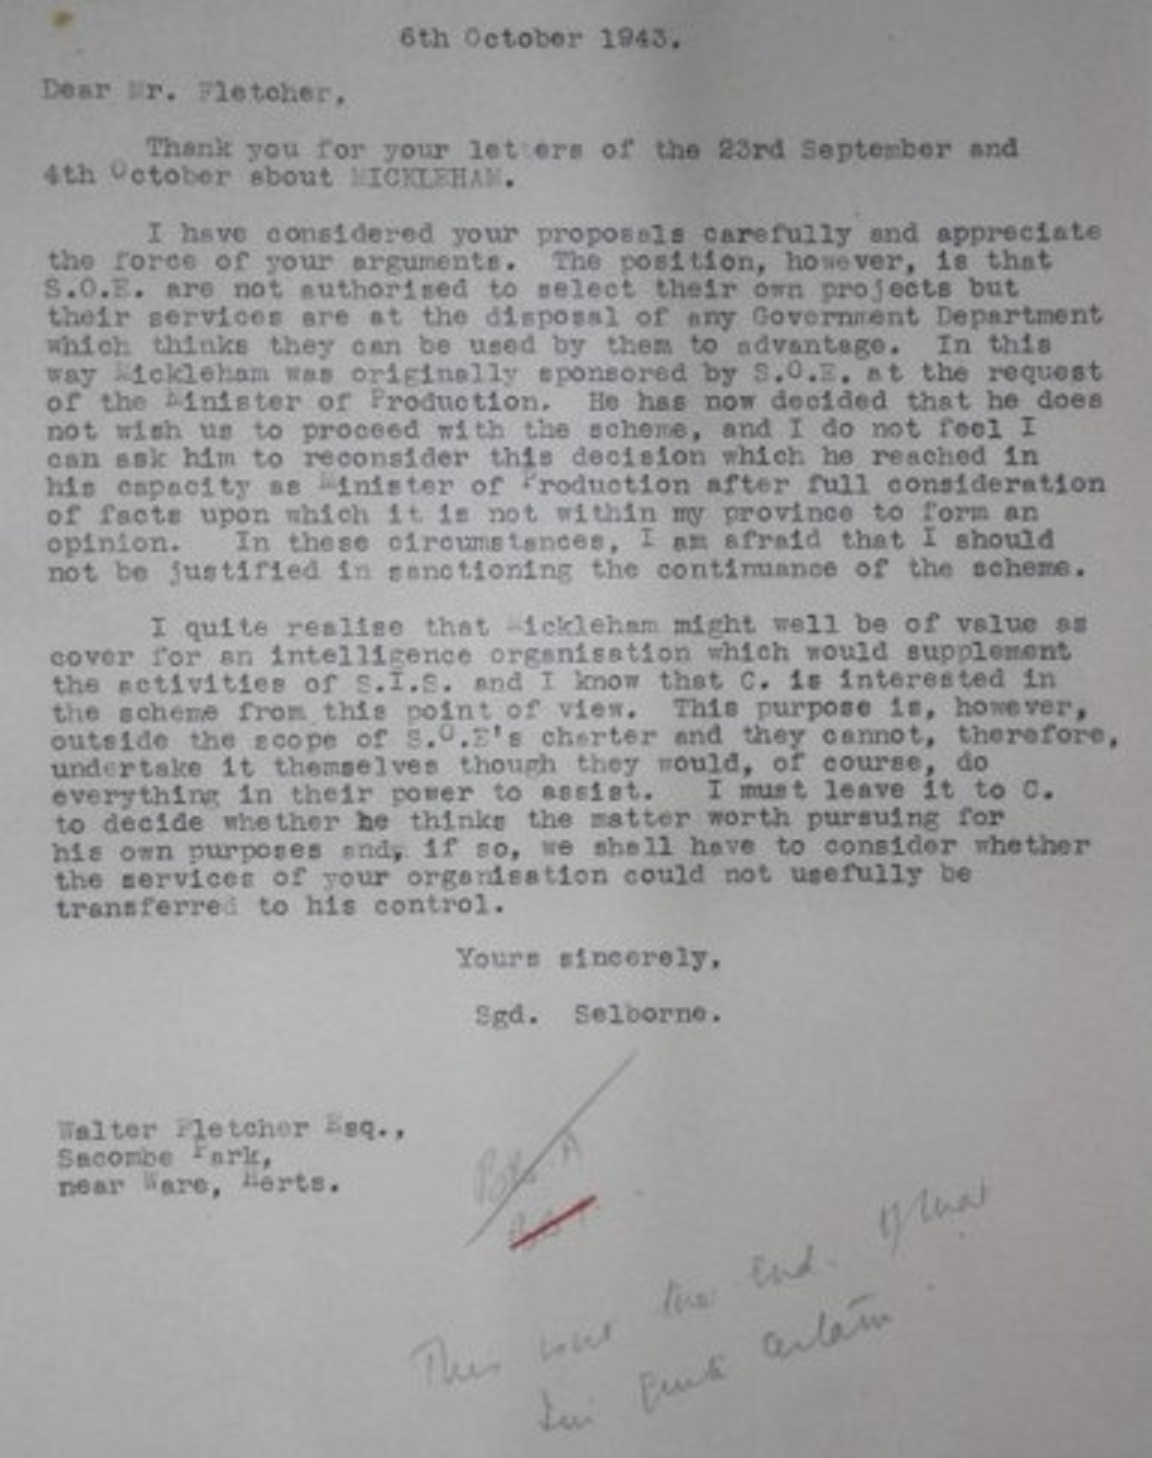 6th October 1943.
Dear Mr. Fletcher,
Thank you for your letters of the 23rd September and
4th October about MICKLEHAM.
I have considered your proposals carefully and appreciate
the force of your arguments. The position, however, is that
S.O.E. are not authorised to select their own projects but
their services are at the disposal of any Government Department
which thinks they can be used by them to advantage. In this
way Mickleham was originally sponsored by S.O.E. at the request
of the Minister of Production. He has now decided that he does
not wish us to proceed with the scheme, and I do not feel I
can ask him to reconsider this decision which he reached in
his capacity as Minister of Production after full consideration
of facts upon which it is not within my province to form an
opinion. In these circumstances, I am afraid that I should
not be justified in sanctioning the continuance of the scheme.
I quite realise that Mickleham might well be of value as
cover for an intelligence organisation which would supplement
the activities of S.I.S. and I know that C. is interested in
the scheme from this point of view. This purpose is, however,
outside the scope of S.O.E's charter and they cannot, therefore,
undertake it themselves though they would, of course, do
everything in their power to assist. I must leave it to C.
to decide whether he thinks the matter worth pursuing for
his own purposes and, if so, we shall have to consider whether
the services of your organisation could not usefully be
transferred to his control.
Yours sincerely,
Sgd. Selborne.
Walter Fletcher Esq.,
Sacombe Park,
near Ware, Herts.
the end. of that